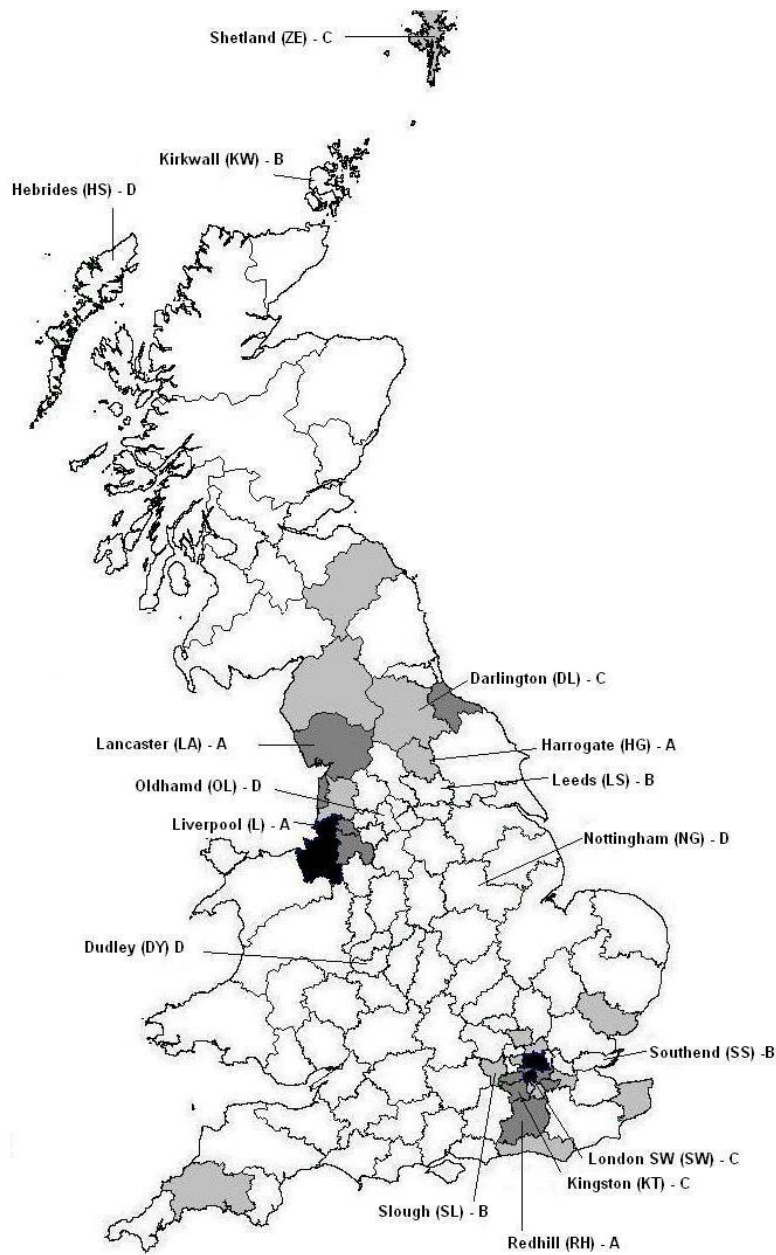 Shetland (ZE) - C
Kirkwall (KW) - B
Hebrides (HS) - D
Darlington (DL) - C
Lancaster (LA) - A
Harrogate (HG) - A
Oldhamd (OL) - D
Leeds (LS) - B
Liverpool (L) - A
Nottingham (NG) - D
Dudley (DY) D
Southend (SS) -B
London SW (SW) - C
Kingston (KT) - C
Slough (SL) - B
Redhill (RH) - A